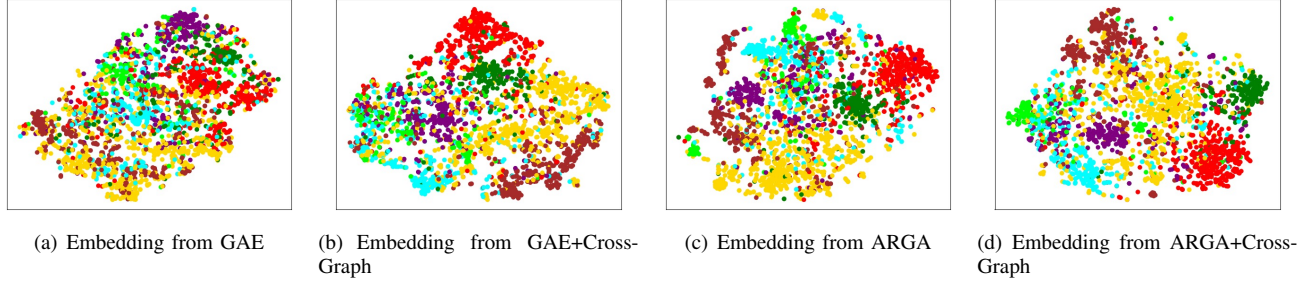 (a) Embedding from GAE
(b) Embedding from GAE+Cross-
Graph
(c) Embedding from ARGA
(d) Embedding from ARGA+Cross-
Graph